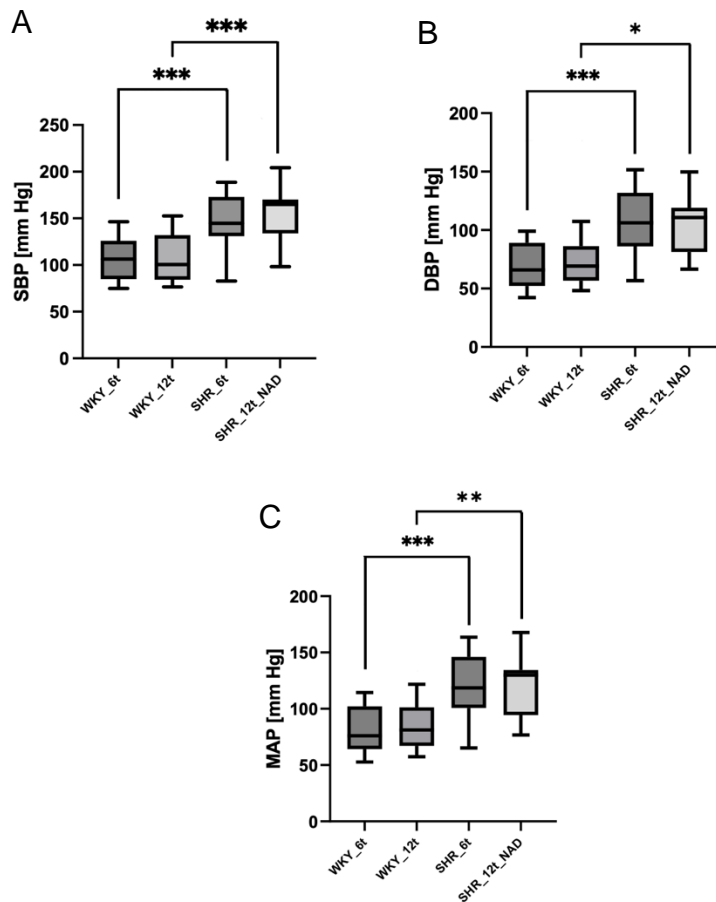 A
***
***
SBP [mm Hg]
250
200
150
100
50
0
WKY_6t
WKY_12t
SHR_6t
SHR_12t_NAD
B
*
***
DBP [mm Hg]
200
150
100
50
0
WKY_6t
WKY_12t
SHR_6t
SHR_12t_NAD
C
**
***
MAP [mm Hg]
200
150
100
50
0
WKY_6t
WKY_12t
SHR_6t
SHR_12t_NAD